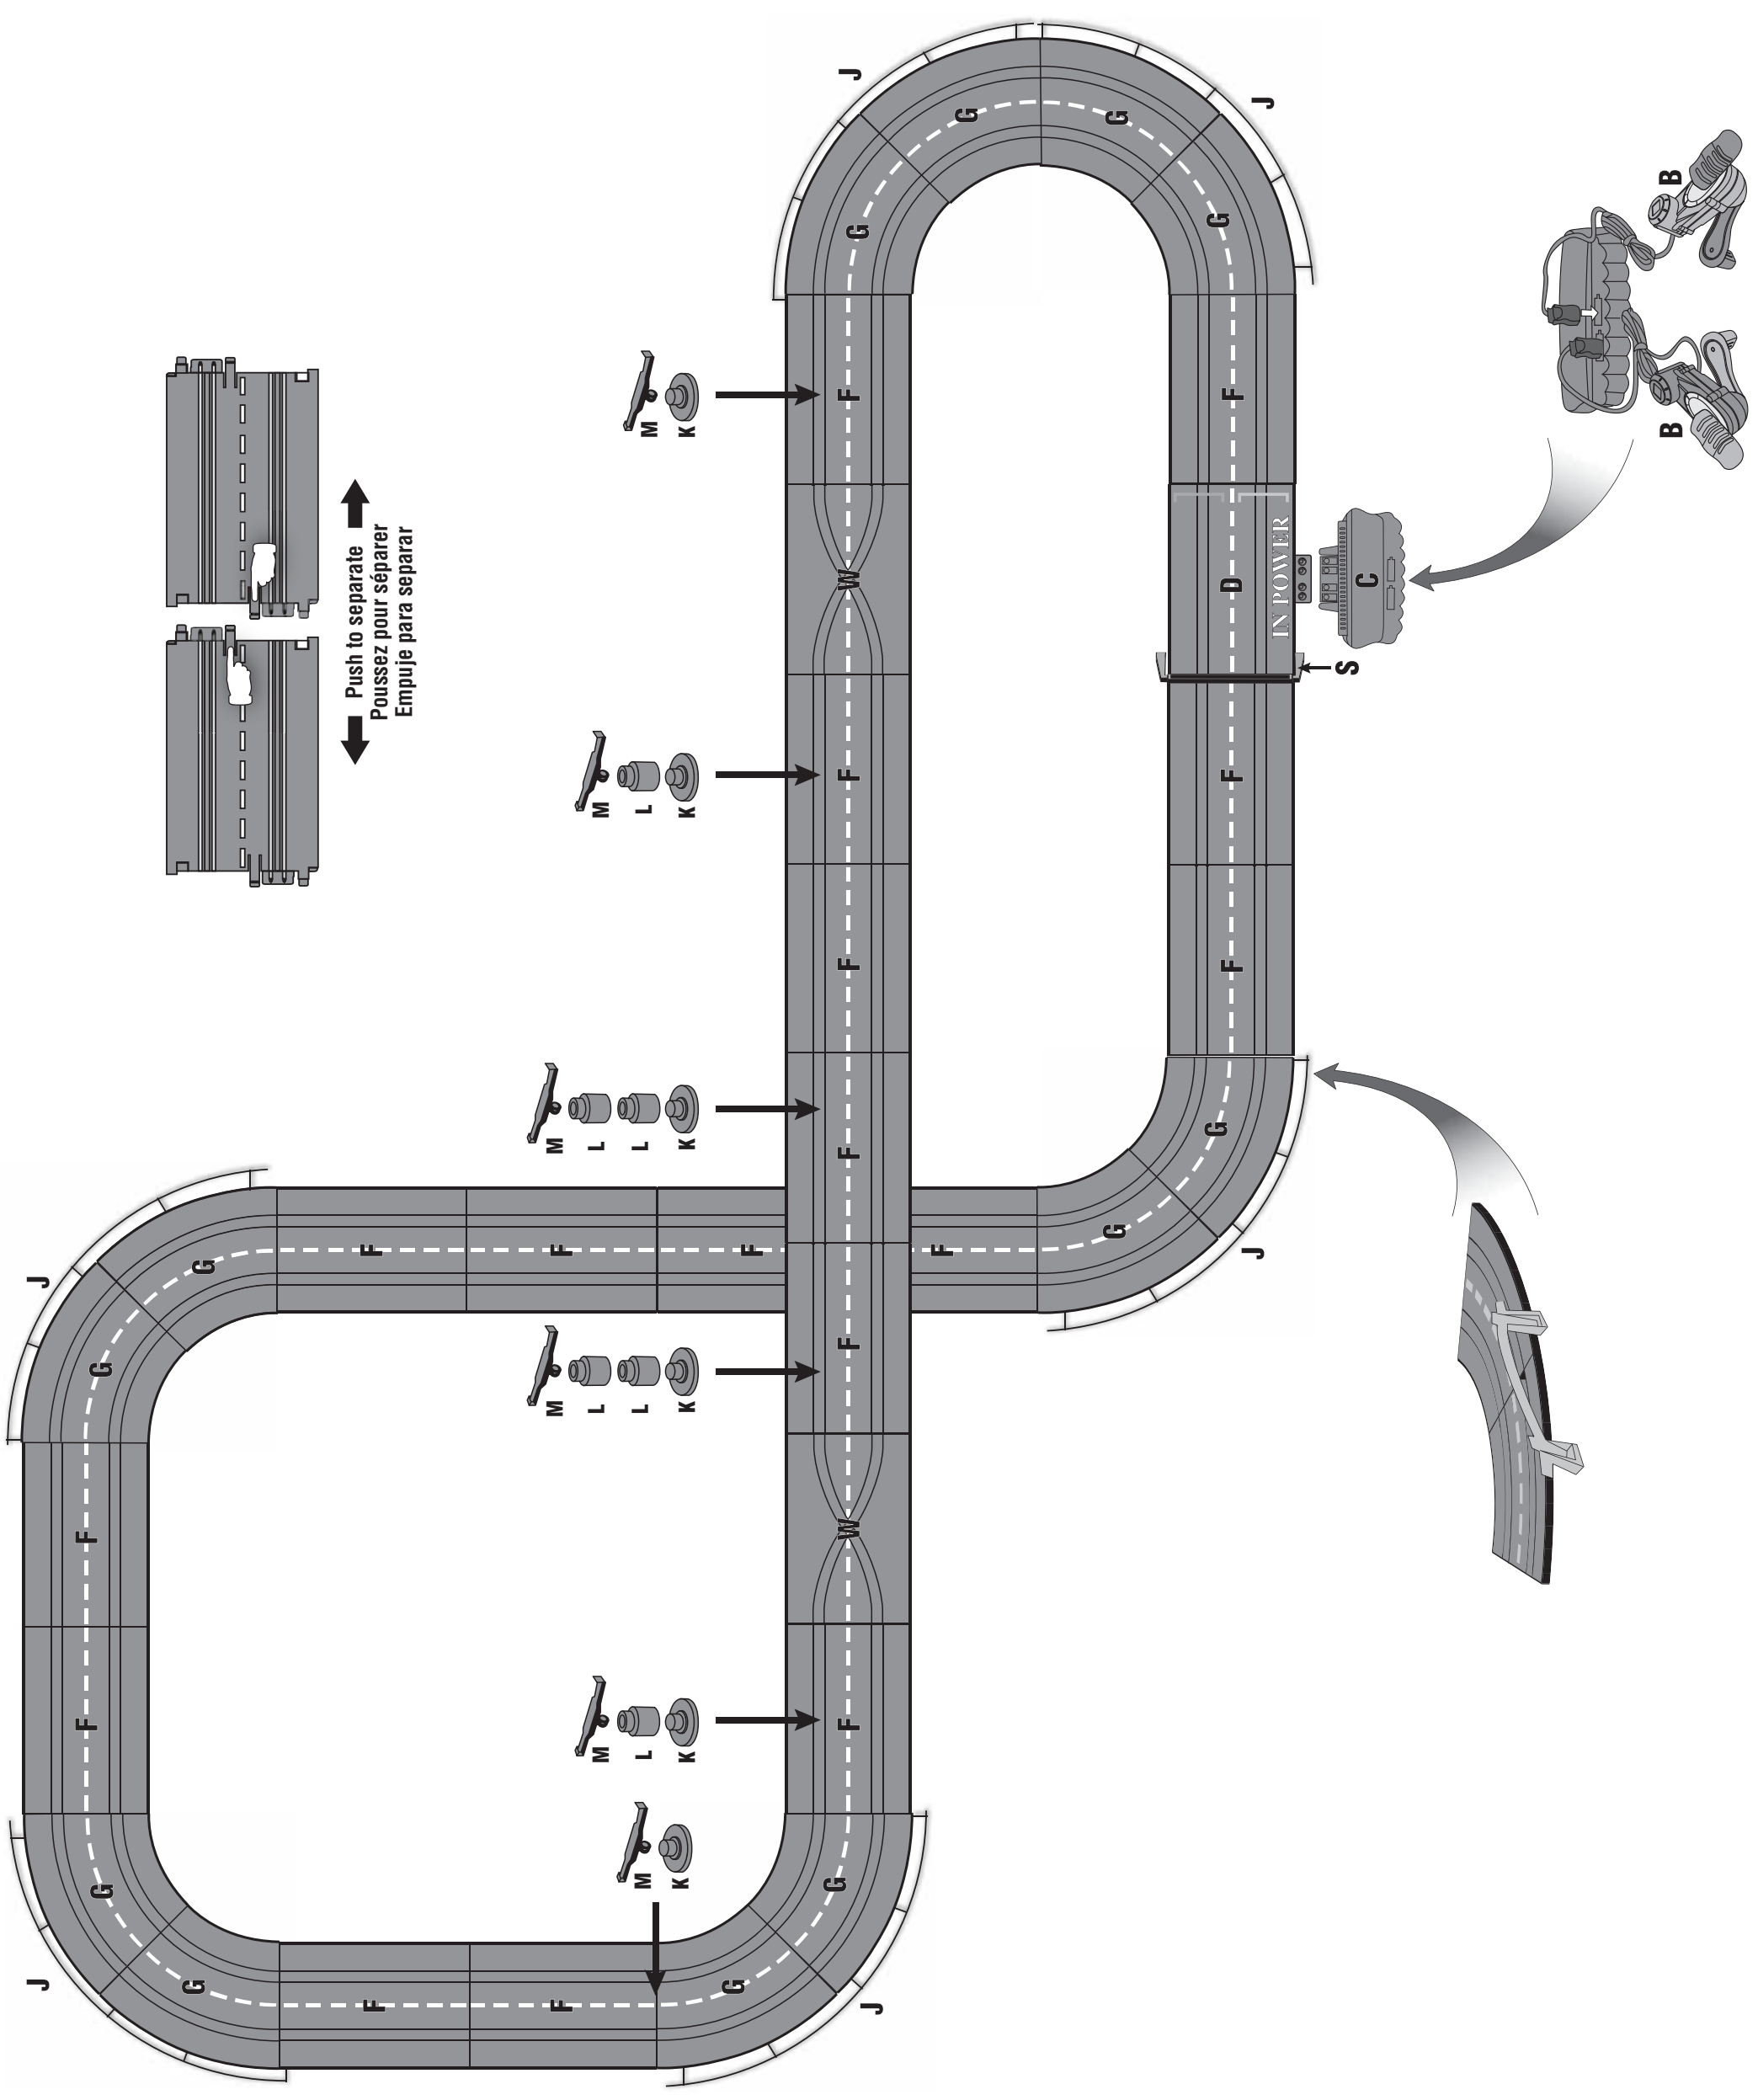 J J
G F F G
G G
Push to separate
Poussez pour séparer
Empuje para separar
F F
M M
F F
L L
M M
M L L L L M
K K K K K K
G F
G F W F F F F W F G
J J
F G
G G
G G
F F D F
J J
IN POWER
S
C
B B